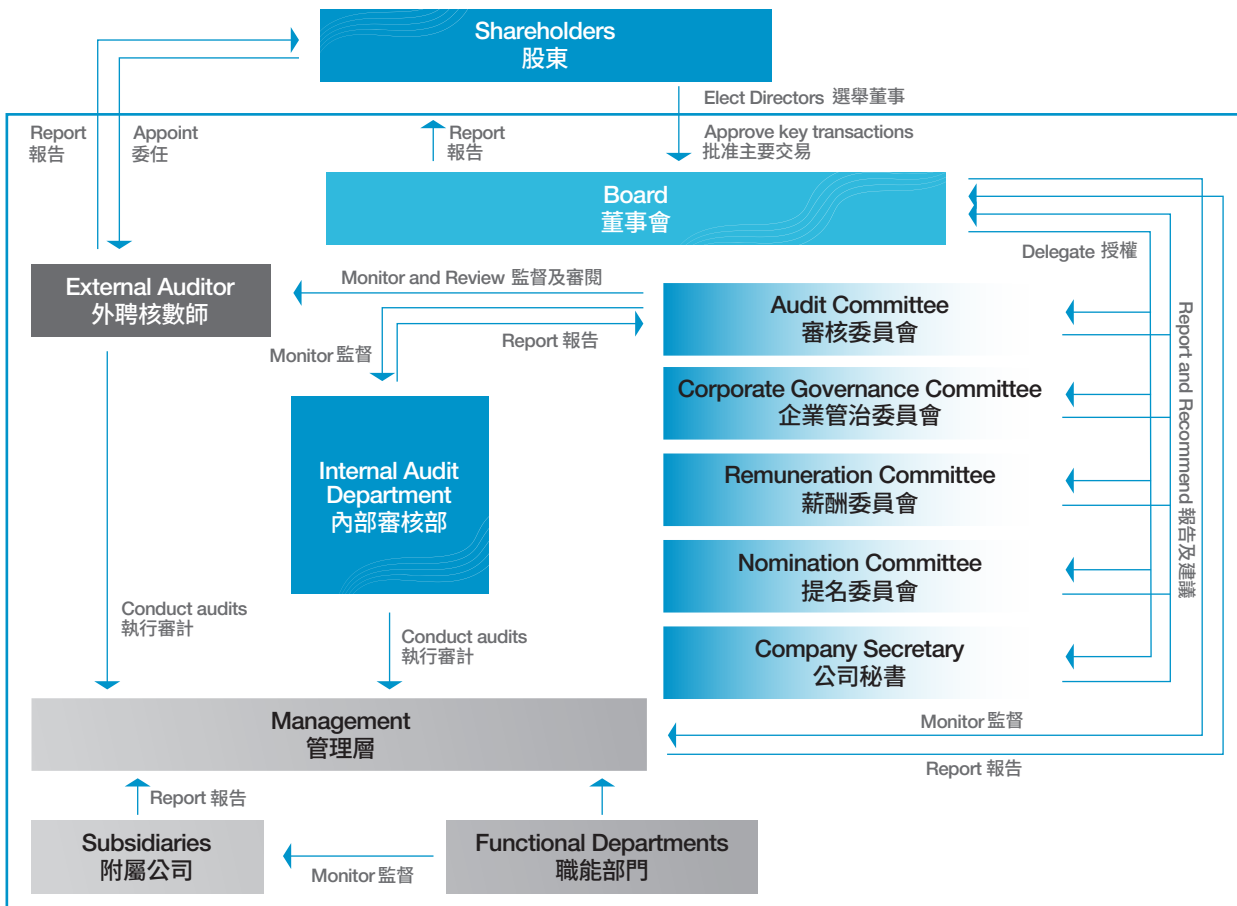 Shareholders
股東
Elect Directors 選舉董事
Report
報告
Appoint
委任
Report
報告
Approve key transactions
批准主要交易
Board
董事會
Delegate 授權
External Auditor
外聘核數師
Monitor and Review 監督及審閱
Audit Committee
審核委員會
Monitor 監督
Report 報告
Report and Recommend 報告及建議
Corporate Governance Committee
企業管治委員會
Internal Audit
Department
內部審核部
Remuneration Committee
薪酬委員會
Nomination Committee
提名委員會
Conduct audits
執行審計
Conduct audits
執行審計
Company Secretary
公司秘書
Management
管理層
Monitor 監督
Report 報告
Report 報告
Subsidiaries
附屬公司
Monitor 監督
Functional Departments
職能部門